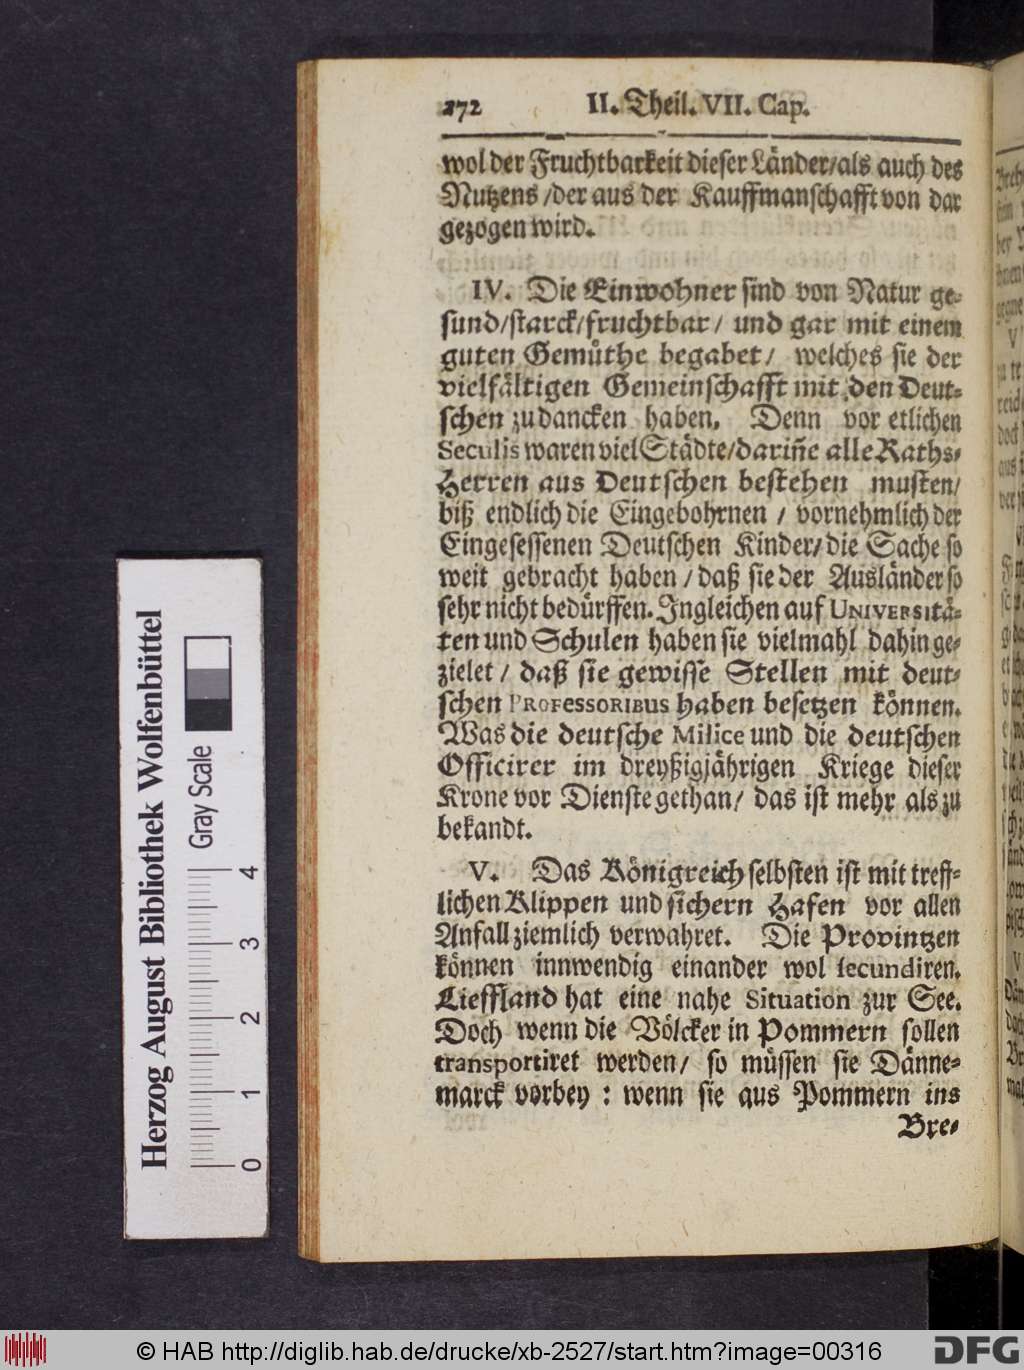 272 II. Theil. VII. Cap.
wol der Fruchtbarkeit dieser Länder/als auch des
Nutzens /der aus der Kauffmanschafft von dar
gezogen wird.
IV. Die Einwohner sind von Natur ge-
sund/starck/fruchtbar/ und gar mit einem
guten Gemuͤthe begabet/ welches sie der
vielfältigen Gemeinschafft mit den Deut-
schen zu dancken haben. Denn vor etlichen
Seculis waren viel Städte/dariñe alle Raths-
Herren aus Deutschen bestehen musten/
biß endlich die Eingebohrnen / vornehmlich der
Eingesessenen Deutschen Kinder/die Sache so
weit gebracht haben /daß sie der Ausländer so
sehr nicht bedürffen. Ingleichen auf Universitä-
ten und Schulen haben sie vielmahl dahin ge-
zielet / daß sie gewisse Stellen mit deut-
schen Professoribus haben besetzen können.
Was die deutsche Milice und die deutschen
Officirer im dreyßigjährigen Kriege dieser
Krone vor Dienste gethan/ das ist mehr als zu
bekandt.
V. Das Königreich selbsten ist mit treff-
lichen Klippen und sichern Hafen vor allen
Anfall ziemlich verwahret. Die Provintzen
können innwendig einander wol secundiren.
Lieffland hat eine nahe Situation zur See.
Doch wenn die Völcker in Pommern sollen
transportiret werden/ so müssen sie Dänne-
marck vorbey : wenn sie aus Pommern ins
Bre-
Herzog August Bibliothek Wolfenbüttel
Gray Scale
0 1 2 3 4
© HAB http://diglib.hab.de/drucke/xb-2527/start.htm?image=00316
DFG